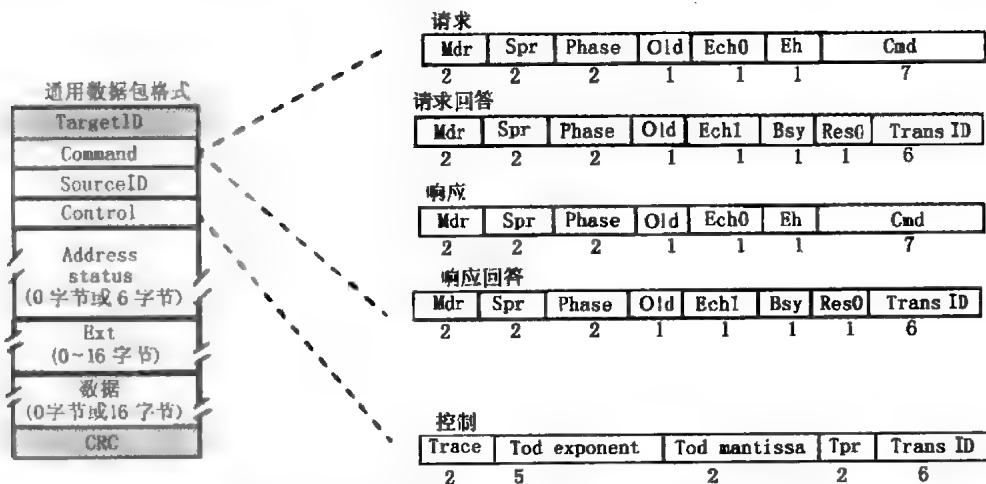 通用数据包格式
TargetID
Command
SourceID
Control
Address
status
(0字节或6字节)
Ext
(0~16字节)
数据
(0字节或16字节)
CRC
请求
Mdr Spr Phase Old Ech0 Eh Cmd
2 2 2 1 1 1 7
请求回答
Mdr Spr Phase Old Ech1 Bsy Res0 Trans ID
2 2 2 1 1 1 1 6
响应
Mdr Spr Phase Old Ech0 Eh Cmd
2 2 2 1 1 1 7
响应回答
Mdr Spr Phase Old Ech1 Bsy Res0 Trans ID
2 2 2 1 1 1 1 6
控制
Trace Tod exponent Tod mantissa Tpr Trans ID
2 5 2 2 6